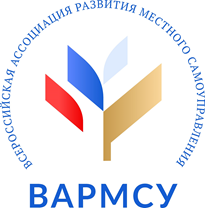 ВСЕРОССИЙСКАЯ АССОЦИАЦИЯ РАЗВИТИЯ МЕСТНОГО САМОУПРАВЛЕНИЯ
ВАРМСУ